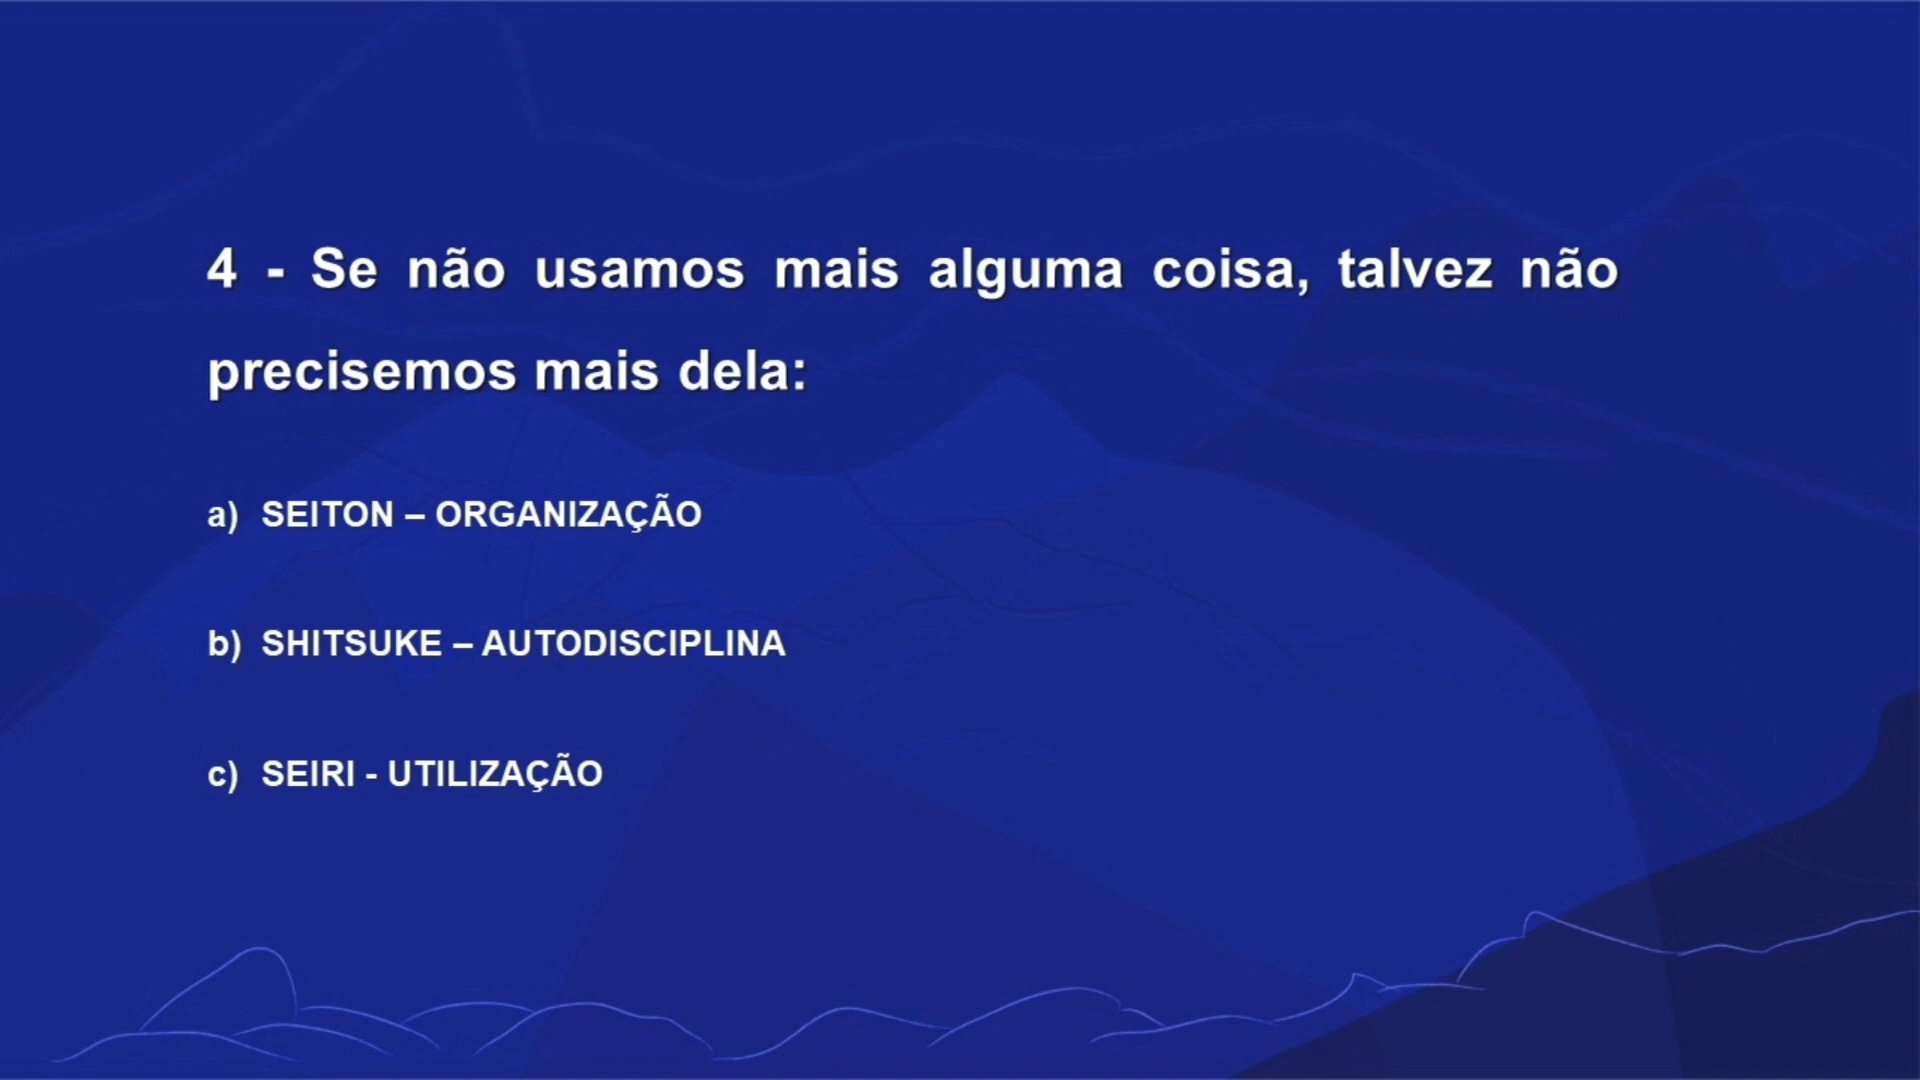 4 - Se não usamos mais alguma coisa, talvez não
precisemos mais dela:
a) SEITON – ORGANIZAÇÃO
b) SHITSUKE – AUTODISCIPLINA
c) SEIRI - UTILIZAÇÃO